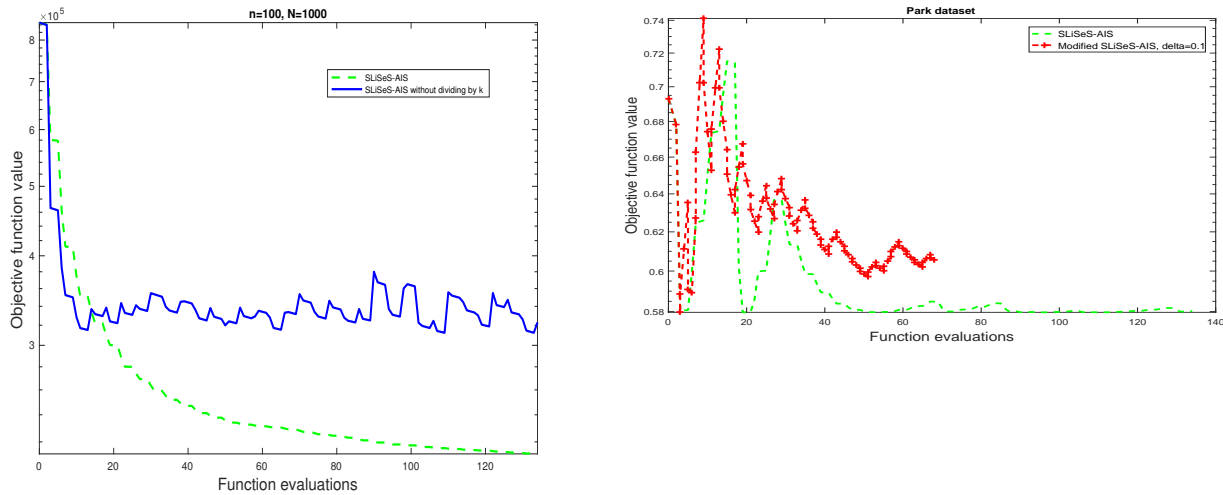 n=100, N=1000
×10⁵
8
7
6
5
4
3
Objective function value
SLiSeS-AIS
SLiSeS-AIS without dividing by k
0 20 40 60 80 100 120
Function evaluations
Park dataset
0.74
0.72
0.7
0.68
0.66
0.64
0.62
0.6
0.58
Objective function value
SLiSeS-AIS
Modified SLiSeS-AIS, delta=0.1
0 20 40 60 80 100 120 140
Function evaluations